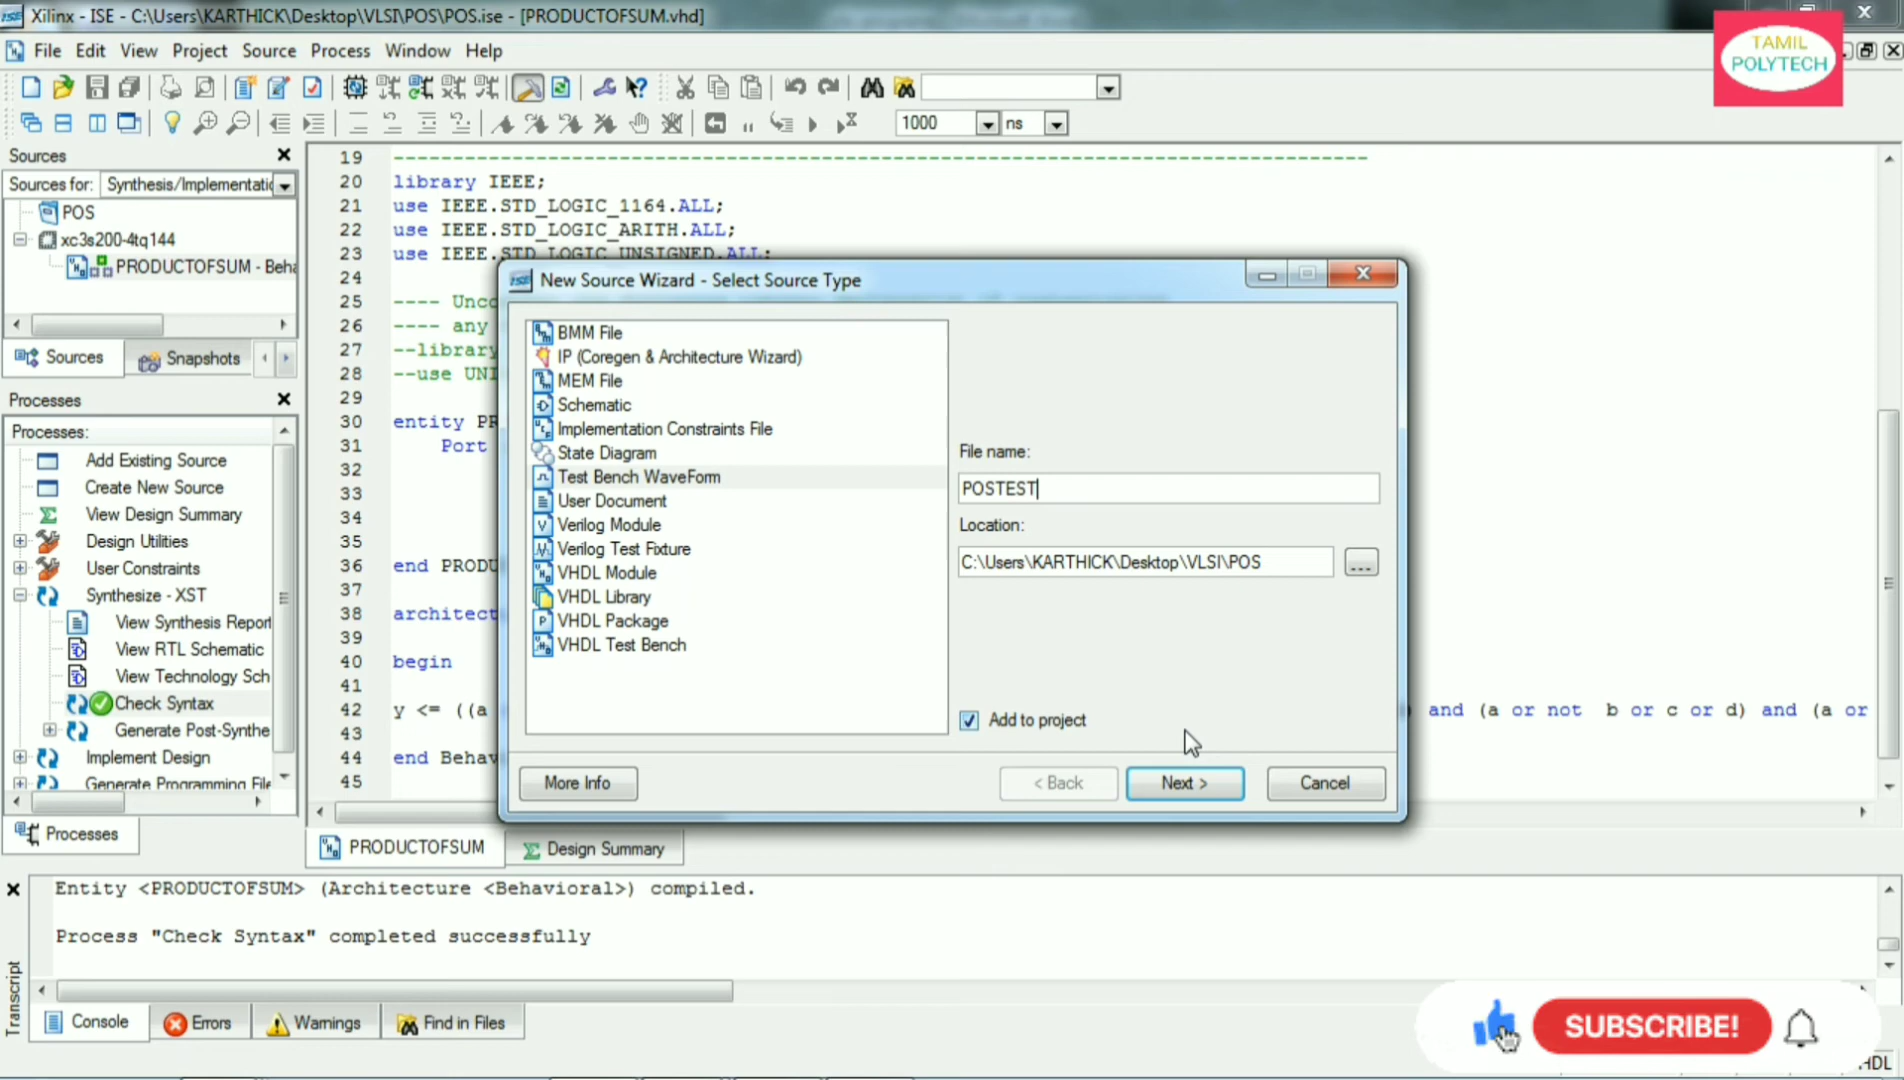 Xilinx - ISE - C:\Users\KARTHICK\Desktop\VLSI\POS\POS.ise - [PRODUCTOFSUM.vhd]
TAMIL
POLYTECH
File Edit View Project Source Process Window Help
1000 ns
Sources
Sources for: Synthesis/Implementatic
POS
xc3s200-4tq144
PRODUCTOFSUM - Beha
Sources Snapshots
Processes
Processes:
Add Existing Source
Create New Source
View Design Summary
Design Utilities
User Constraints
Synthesize - XST
View Synthesis Report
View RTL Schematic
View Technology Sch
Check Syntax
Generate Post-Synthe
Implement Design
Generate Programming File
Processes
19 ----------------------------------------------------------------------------------
20 library IEEE;
21 use IEEE.STD_LOGIC_1164.ALL;
22 use IEEE.STD_LOGIC_ARITH.ALL;
23 use IEEE.STD_LOGIC_UNSIGNED.ALL;
24
25 ---- Unco
26 ---- any
27 --library
28 --use UNI
29
30 entity PR
31 Port
32
33
34
35
36 end PRODU
37
38 architect
39
40 begin
41
42 y <= ((a ) and (a or not b or c or d) and (a or
43
44 end Behav
45
New Source Wizard - Select Source Type
BMM File
IP (Coregen & Architecture Wizard)
MEM File
Schematic
Implementation Constraints File
State Diagram
Test Bench WaveForm
User Document
Verilog Module
Verilog Test Fixture
VHDL Module
VHDL Library
VHDL Package
VHDL Test Bench
File name:
POSTEST
Location:
C:\Users\KARTHICK\Desktop\VLSI\POS
...
Add to project
More Info < Back Next > Cancel
PRODUCTOFSUM Design Summary
Entity <PRODUCTOFSUM> (Architecture <Behavioral>) compiled.
Process "Check Syntax" completed successfully
Transcript
Console Errors Warnings Find in Files
SUBSCRIBE!
HDL